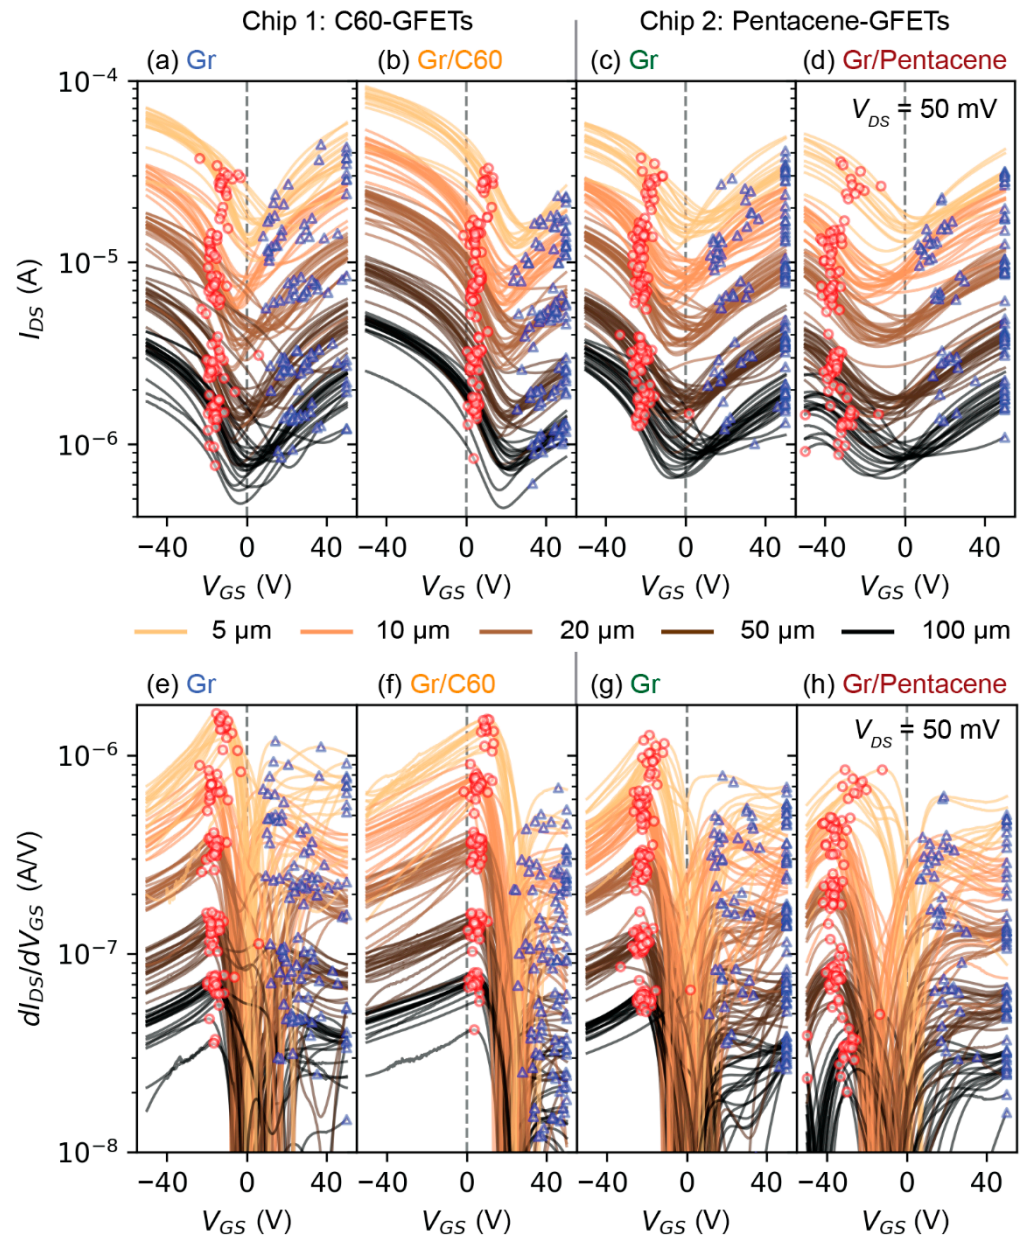 Chip 1: C60-GFETs
Chip 2: Pentacene-GFETs
(a) Gr
(b) Gr/C60
(c) Gr
(d) Gr/Pentacene
V_DS = 50 mV
10⁻⁴
10⁻⁵
10⁻⁶
I_DS (A)
−40 0 40
−40 0 40
−40 0 40
−40 0 40
V_GS (V)
V_GS (V)
V_GS (V)
V_GS (V)
5 μm 10 μm 20 μm 50 μm 100 μm
(e) Gr
(f) Gr/C60
(g) Gr
(h) Gr/Pentacene
V_DS = 50 mV
10⁻⁶
10⁻⁷
10⁻⁸
dI_DS/dV_GS (A/V)
−40 0 40
−40 0 40
−40 0 40
−40 0 40
V_GS (V)
V_GS (V)
V_GS (V)
V_GS (V)